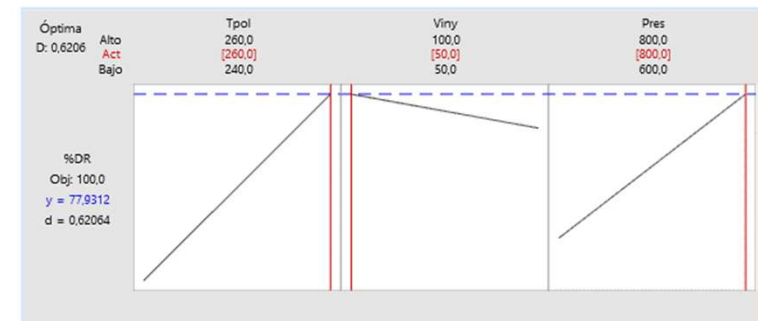 Óptima Tpol Viny Pres
D: 0,6206 Alto 260,0 100,0 800,0
Act [260,0] [50,0] [800,0]
Bajo 240,0 50,0 600,0
%DR
Obj: 100,0
y = 77,9312
d = 0,62064